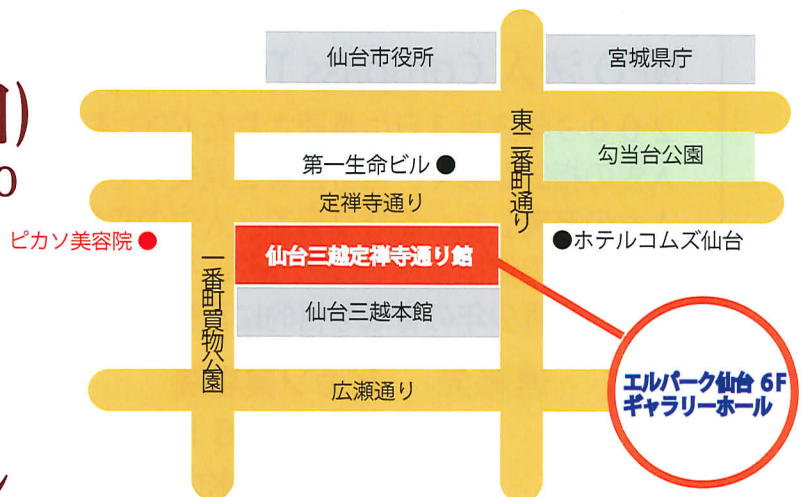 仙台市役所
宮城県庁
東二番町通り
第一生命ビル
勾当台公園
定禅寺通り
ピカソ美容院
仙台三越定禅寺通り館
ホテルコムズ仙台
一番町買物公園
仙台三越本館
エルパーク仙台 6F
ギャラリーホール
広瀬通り